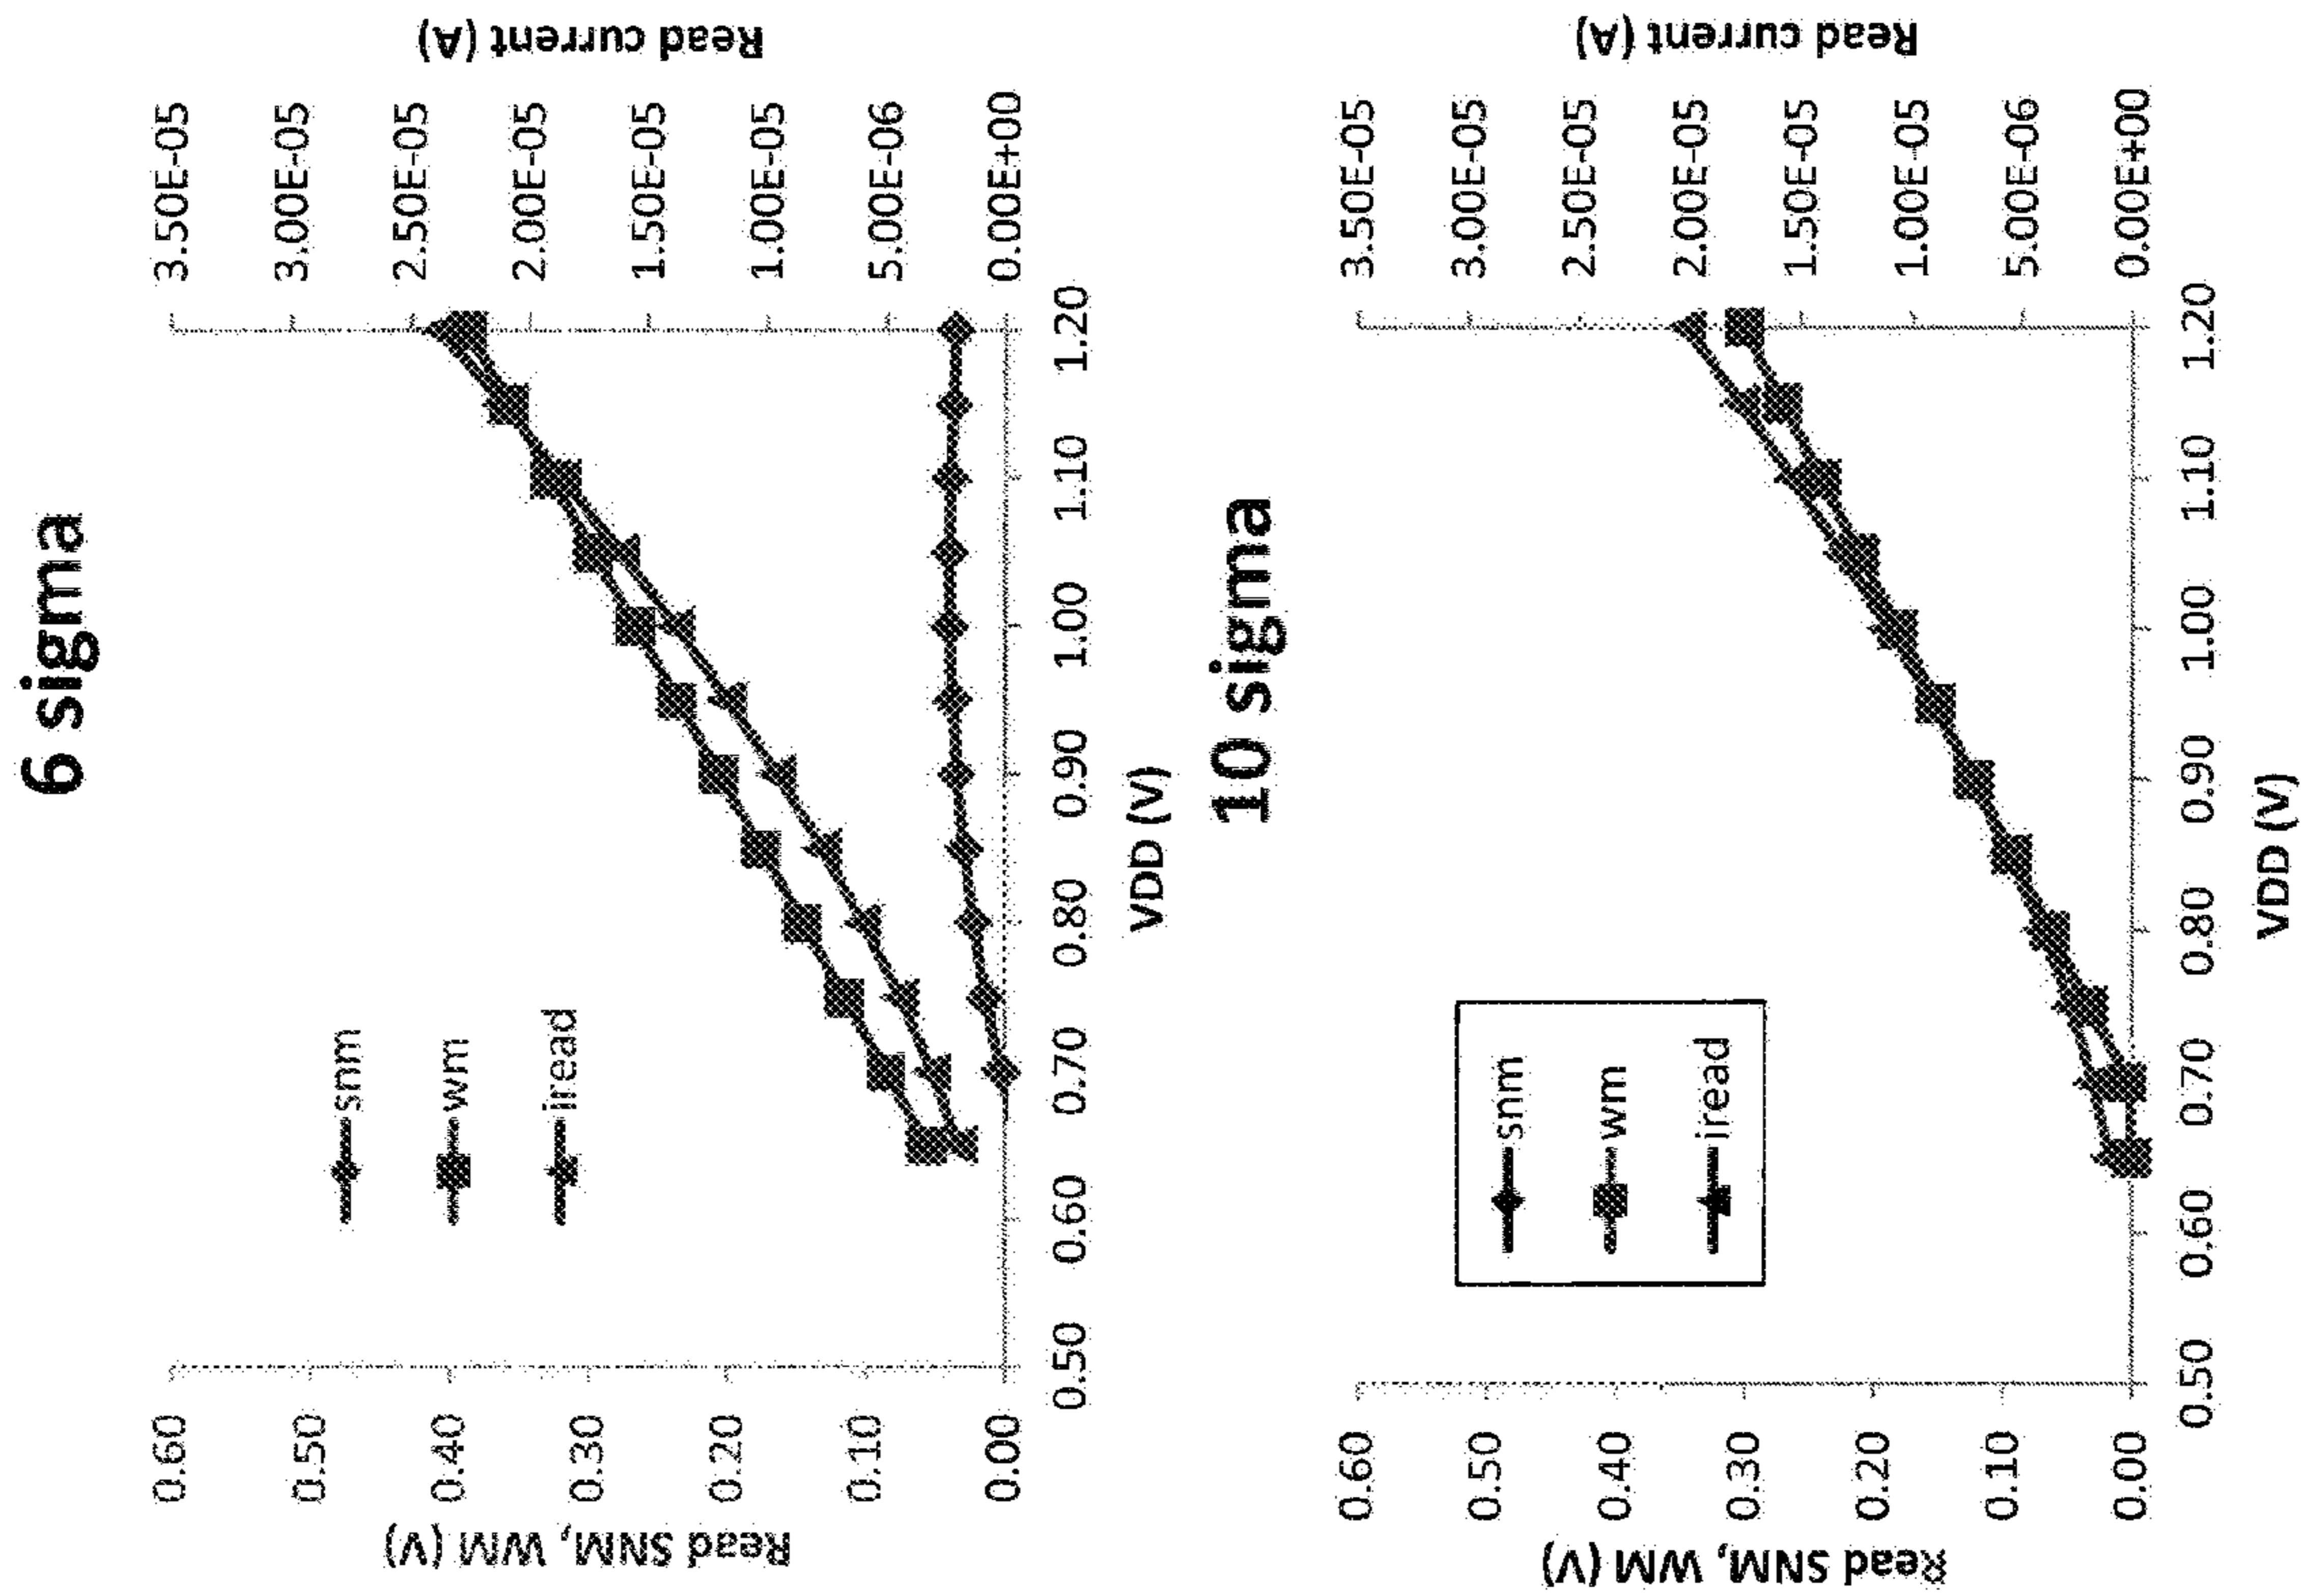 6 sigma
Read SNM, WM (V)
0.60
0.50
0.40
0.30
0.20
0.10
0.00
snm
wm
iread
3.50E-05
3.00E-05
2.50E-05
2.00E-05
1.50E-05
1.00E-05
5.00E-06
0.00E+00
Read current (A)
0.50 0.60 0.70 0.80 0.90 1.00 1.10 1.20
VDD (V)
10 sigma
Read SNM, WM (V)
0.60
0.50
0.40
0.30
0.20
0.10
0.00
snm
wm
iread
3.50E-05
3.00E-05
2.50E-05
2.00E-05
1.50E-05
1.00E-05
5.00E-06
0.00E+00
Read current (A)
0.50 0.60 0.70 0.80 0.90 1.00 1.10 1.20
VDD (V)